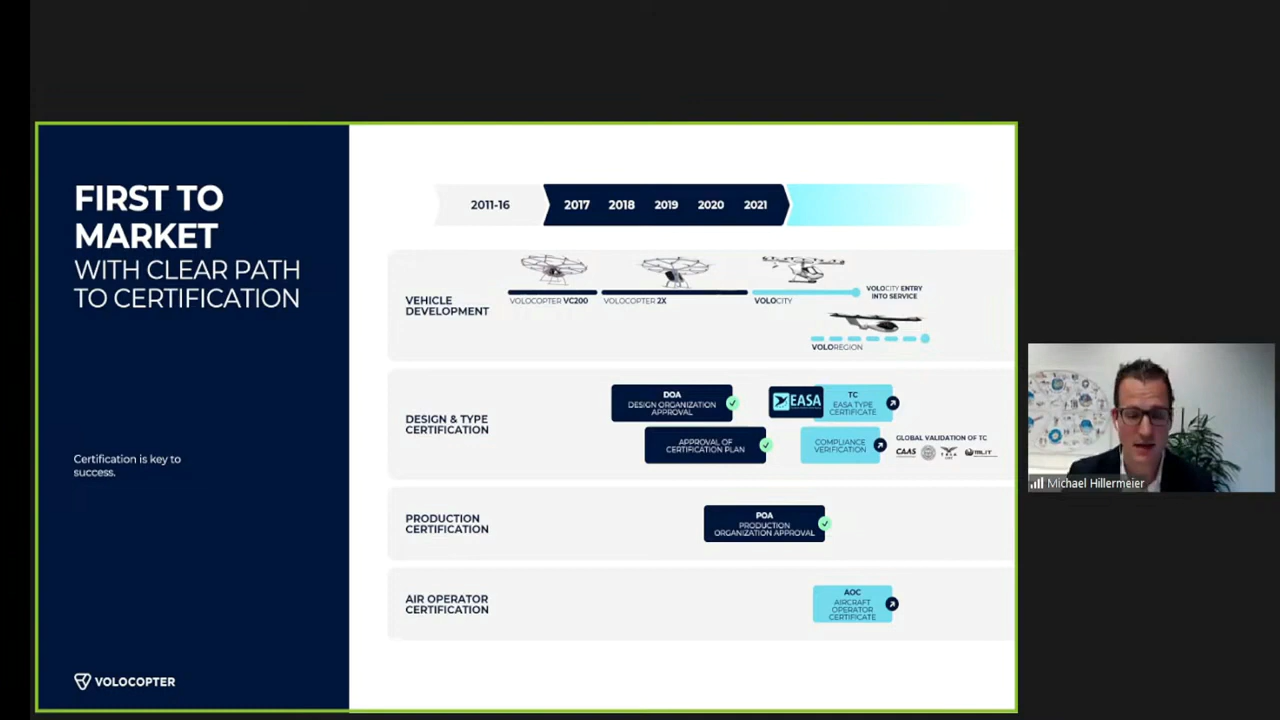 FIRST TO
MARKET
WITH CLEAR PATH
TO CERTIFICATION
Certification is key to
success.
VOLOCOPTER
2011-16
2017
2018
2019
2020
2021
VEHICLE
DEVELOPMENT
VOLOCOPTER VC200
VOLOCOPTER 2X
VOLOCITY
VOLOCITY ENTRY
INTO SERVICE
VOLOREGION
DESIGN & TYPE
CERTIFICATION
DOA
DESIGN ORGANIZATION
APPROVAL
EASA
TC
EASA TYPE
CERTIFICATE
APPROVAL OF
CERTIFICATION PLAN
COMPLIANCE
VERIFICATION
GLOBAL VALIDATION OF TC
CAAS
MLIT
PRODUCTION
CERTIFICATION
POA
PRODUCTION
ORGANIZATION APPROVAL
AIR OPERATOR
CERTIFICATION
AOC
AIRCRAFT
OPERATOR
CERTIFICATE
Michael Hillermeier